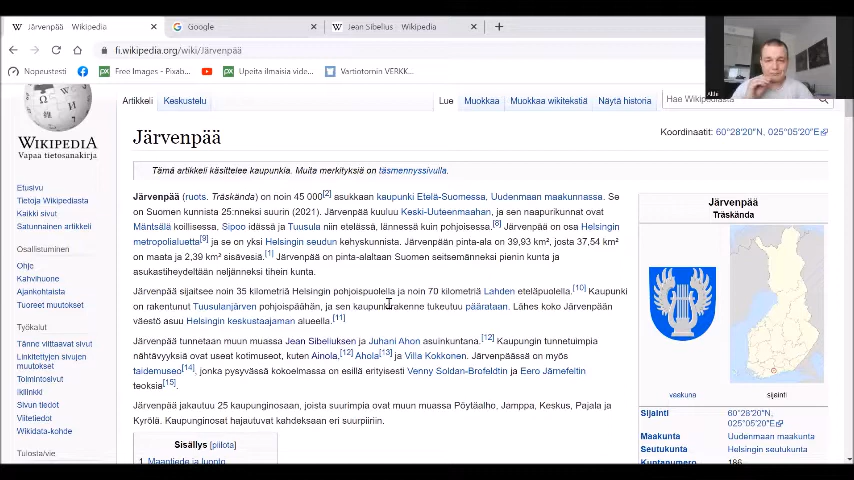 Järvenpää – Wikipedia
Google
Jean Sibelius – Wikipedia
fi.wikipedia.org/wiki/Järvenpää
Nopeustesti
Free Images - Pixab...
Upeita ilmaisia vide...
Vartiotornin VERKK...
WIKIPEDIA
Vapaa tietosanakirja
Artikkeli Keskustelu Lue Muokkaa Muokkaa wikitekstiä Näytä historia Hae Wikipediasta
Järvenpää
Koordinaatit: 60°28′20″N, 025°05′20″E
Tämä artikkeli käsittelee kaupunkia. Muita merkityksiä on täsmennyssivulla.
Järvenpää (ruots. Träskända) on noin 45 000[2] asukkaan kaupunki Etelä-Suomessa, Uudenmaan maakunnassa. Se
on Suomen kunnista 25:nneksi suurin (2021). Järvenpää kuuluu Keski-Uuteenmaahan, ja sen naapurikunnat ovat
Mäntsälä koillisessa, Sipoo idässä ja Tuusula niin etelässä, lännessä kuin pohjoisessa.[8] Järvenpää on osa Helsingin
metropolialuetta[9] ja se on yksi Helsingin seudun kehyskunnista. Järvenpään pinta-ala on 39,93 km², josta 37,54 km²
on maata ja 2,39 km² sisävesiä.[1] Järvenpää on pinta-alaltaan Suomen seitsemänneksi pienin kunta ja
asukastiheydeltään neljänneksi tihein kunta.
Järvenpää sijaitsee noin 35 kilometriä Helsingin pohjoispuolella ja noin 70 kilometriä Lahden eteläpuolella.[10] Kaupunki
on rakentunut Tuusulanjärven pohjoispäähän, ja sen kaupunkirakenne tukeutuu päärataan. Lähes koko Järvenpään
väestö asuu Helsingin keskustaajaman alueella.[11]
Järvenpää tunnetaan muun muassa Jean Sibeliuksen ja Juhani Ahon asuinkuntana.[12] Kaupungin tunnetuimpia
nähtävyyksiä ovat useat kotimuseot, kuten Ainola,[12] Ahola[13] ja Villa Kokkonen. Järvenpäässä on myös
taidemuseo[14], jonka pysyvässä kokoelmassa on esillä erityisesti Venny Soldan-Brofeldtin ja Eero Järnefeltin
teoksia[15].
Järvenpää jakautuu 25 kaupunginosaan, joista suurimpia ovat muun muassa Pöytäalho, Jamppa, Keskus, Pajala ja
Kyrölä. Kaupunginosat hajautuvat kahdeksaan eri suurpiiriin.
Sisällys [piilota]
1 Maantiede ja luonto
Etusivu
Tietoja Wikipediasta
Kaikki sivut
Satunnainen artikkeli
Osallistuminen
Ohje
Kahvihuone
Ajankohtaista
Tuoreet muutokset
Työkalut
Tänne viittaavat sivut
Linkitettyjen sivujen
muutokset
Toimintosivut
Ikilinkki
Sivun tiedot
Viitetiedot
Wikidata-kohde
Tulosta/vie
Järvenpää
Träskända
vaakuna
sijainti
Sijainti 60°28′20″N,
025°05′20″E
Maakunta Uudenmaan maakunta
Seutukunta Helsingin seutukunta
Kuntanumero 186